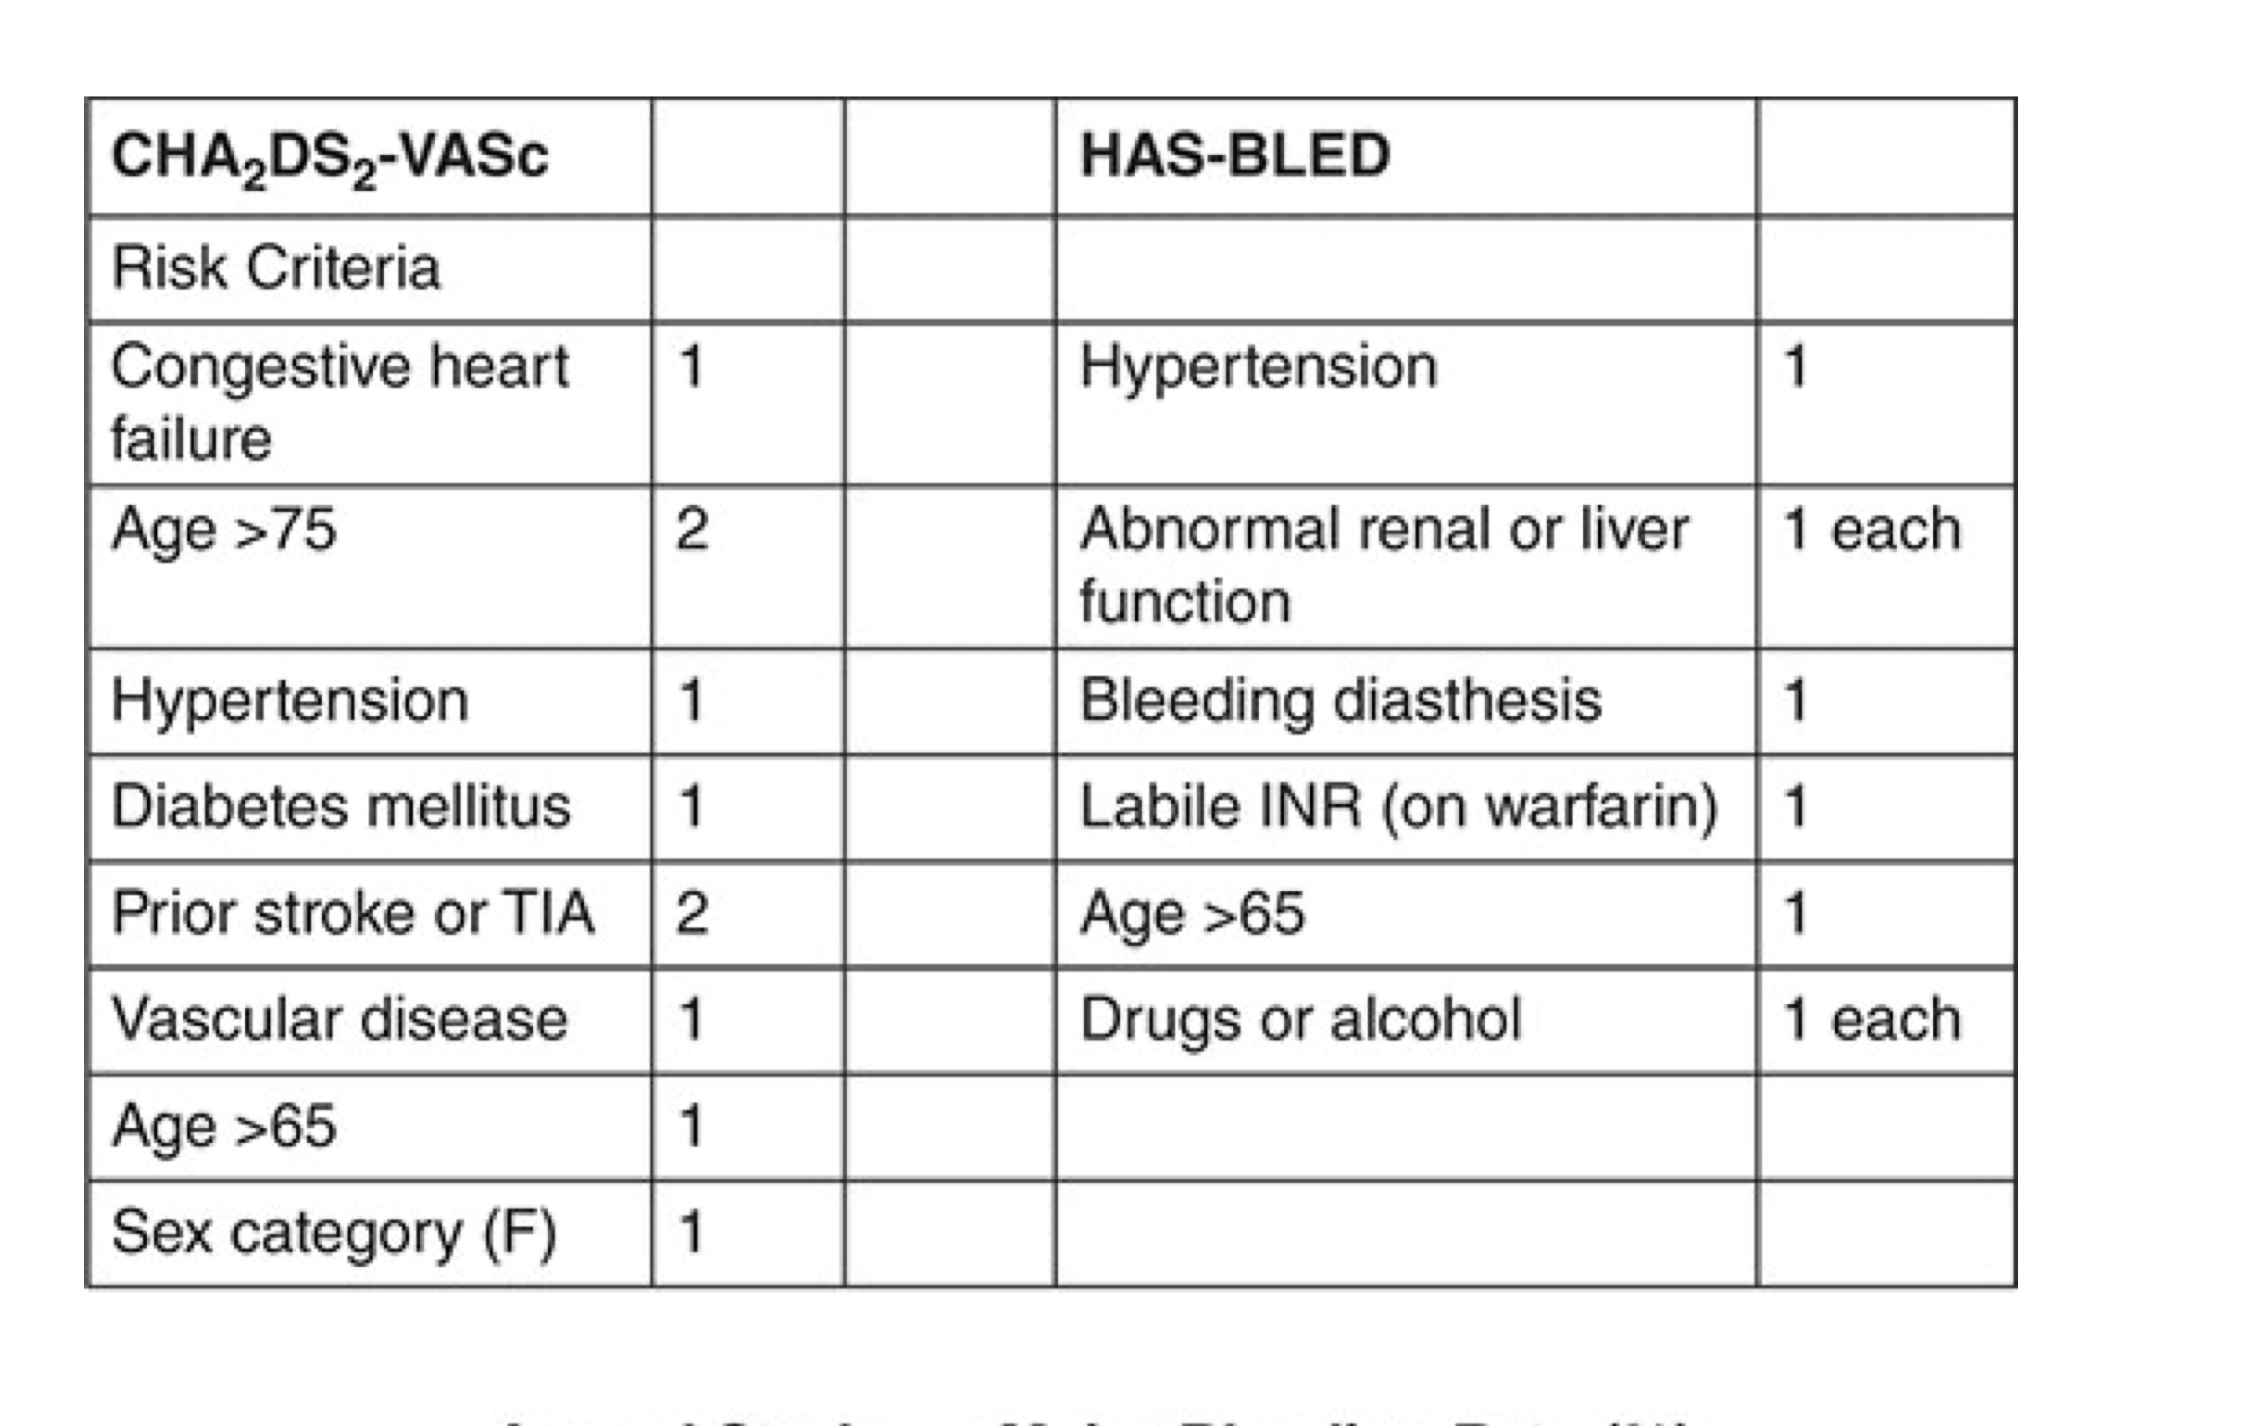 CHA₂DS₂-VASc HAS-BLED
Risk Criteria
Congestive heart failure 1 Hypertension 1
Age >75 2 Abnormal renal or liver function 1 each
Hypertension 1 Bleeding diasthesis 1
Diabetes mellitus 1 Labile INR (on warfarin) 1
Prior stroke or TIA 2 Age >65 1
Vascular disease 1 Drugs or alcohol 1 each
Age >65 1
Sex category (F) 1